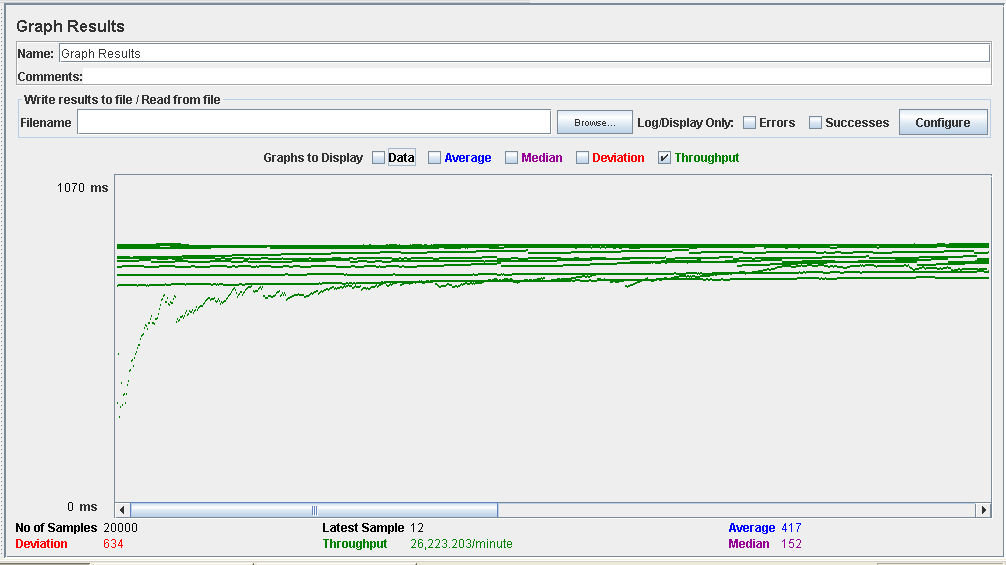 Graph Results
Name: Graph Results
Comments:
Write results to file / Read from file
Filename Browse... Log/Display Only: Errors Successes Configure
Graphs to Display Data Average Median Deviation Throughput
1070 ms
0 ms
No of Samples 20000 Latest Sample 12 Average 417
Deviation 634 Throughput 26,223.203/minute Median 152